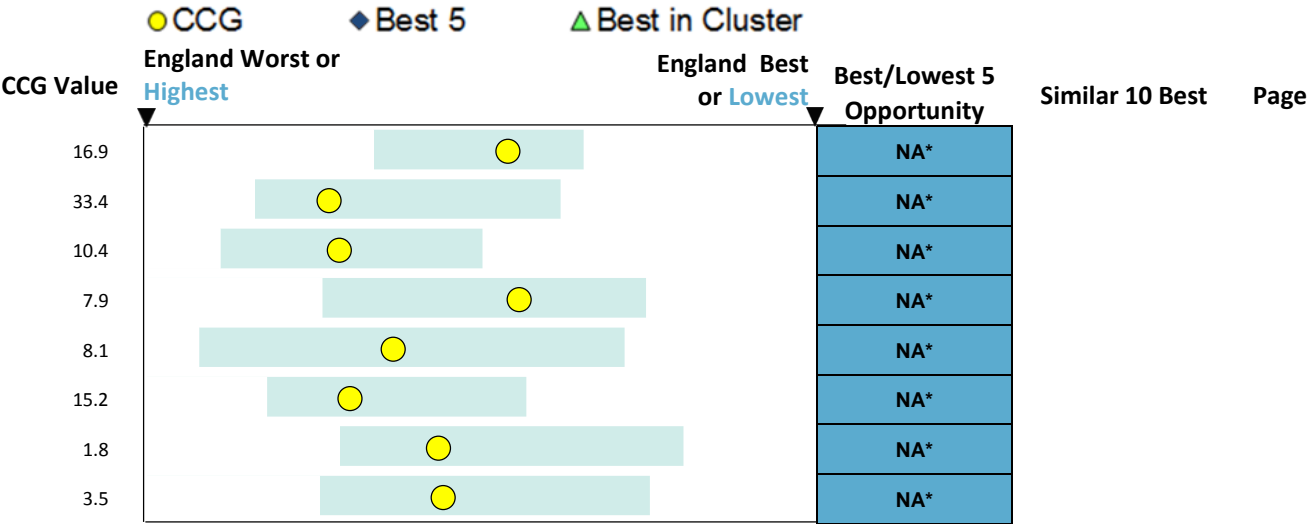 CCG Best 5 Best in Cluster
CCG Value England Worst or Highest England Best or Lowest Best/Lowest 5 Opportunity Similar 10 Best Page
16.9 NA*
33.4 NA*
10.4 NA*
7.9 NA*
8.1 NA*
15.2 NA*
1.8 NA*
3.5 NA*